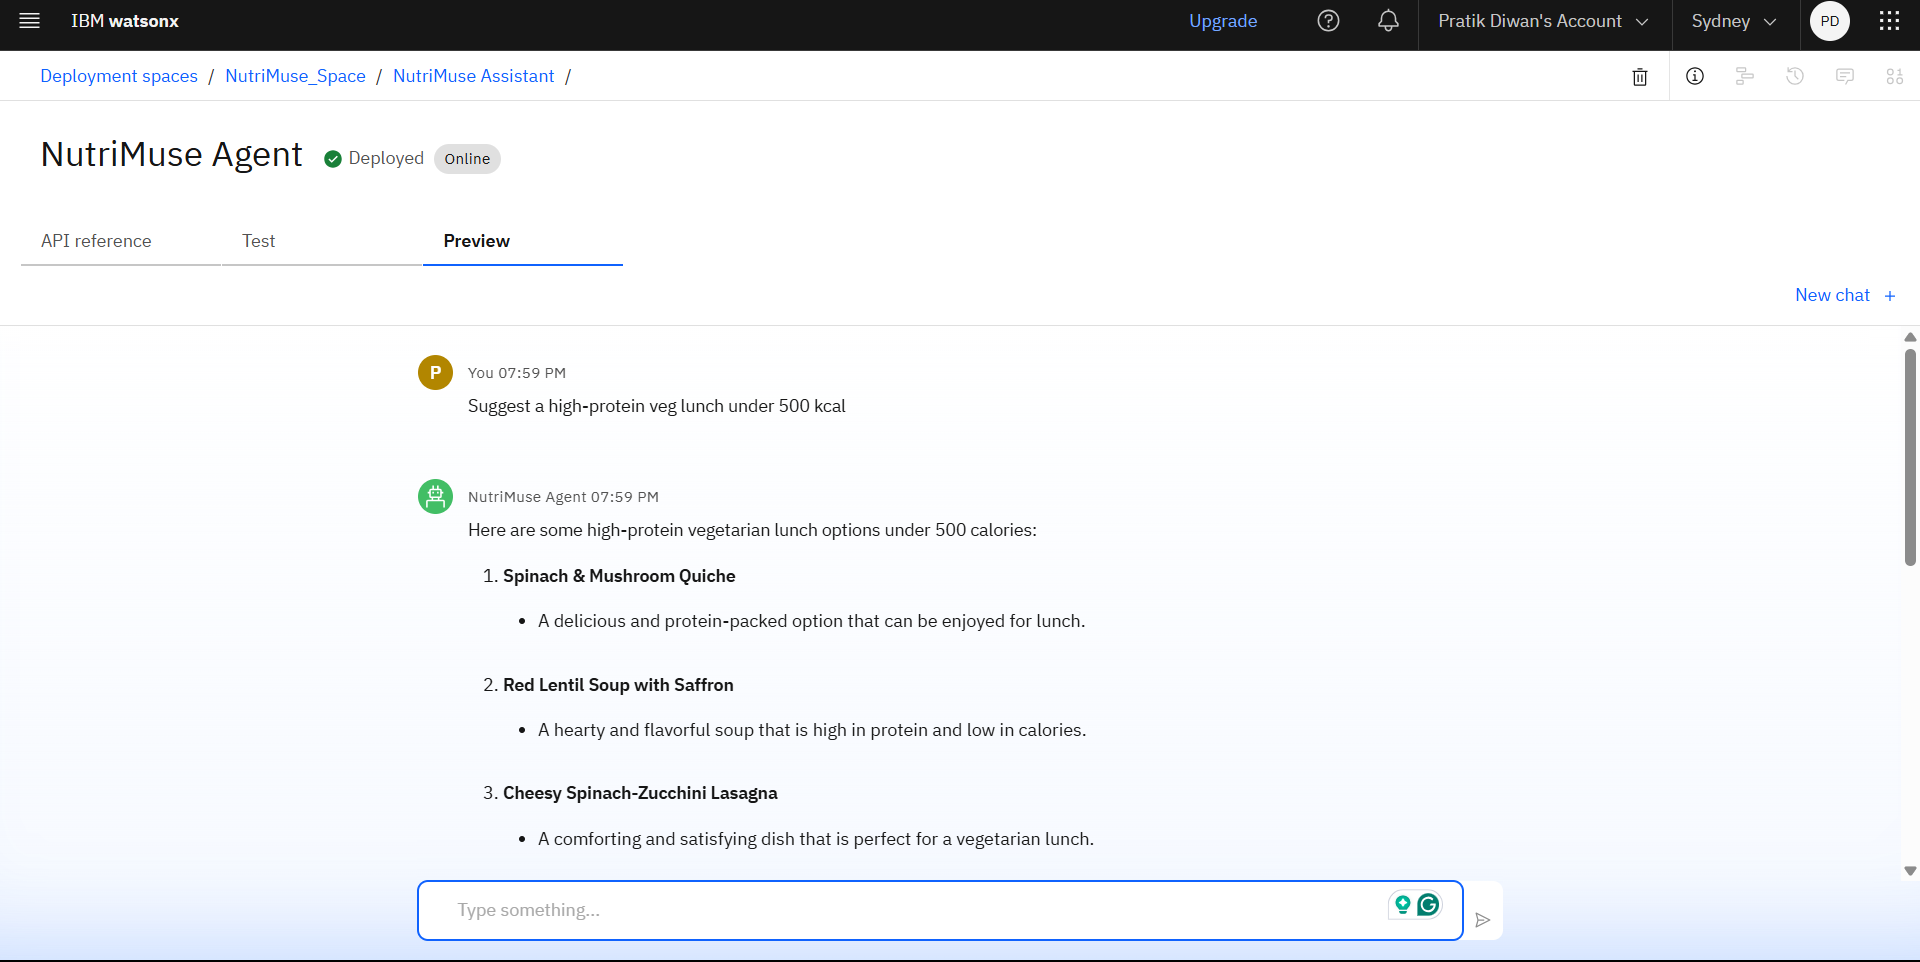 IBM watsonx
Upgrade
Pratik Diwan's Account
Sydney
PD
Deployment spaces / NutriMuse_Space / NutriMuse Assistant /
NutriMuse Agent
Deployed
Online
API reference
Test
Preview
New chat +
P
You 07:59 PM
Suggest a high-protein veg lunch under 500 kcal
NutriMuse Agent 07:59 PM
Here are some high-protein vegetarian lunch options under 500 calories:
1. Spinach & Mushroom Quiche
• A delicious and protein-packed option that can be enjoyed for lunch.
2. Red Lentil Soup with Saffron
• A hearty and flavorful soup that is high in protein and low in calories.
3. Cheesy Spinach-Zucchini Lasagna
• A comforting and satisfying dish that is perfect for a vegetarian lunch.
Type something...